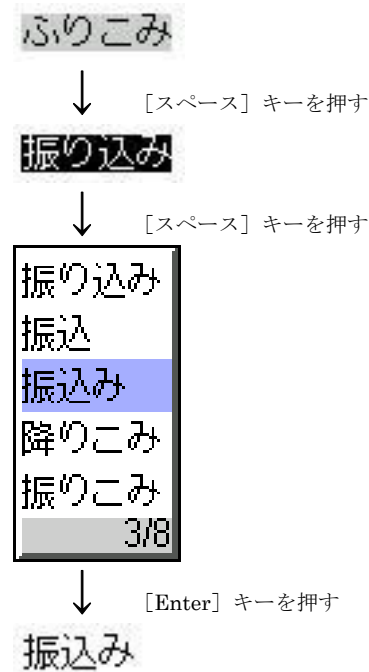 ふりこみ
↓ [スペース] キーを押す
振り込み
↓ [スペース] キーを押す
振り込み
振込
振込み
降りこみ
振りこみ
3/8
↓ [Enter] キーを押す
振込み